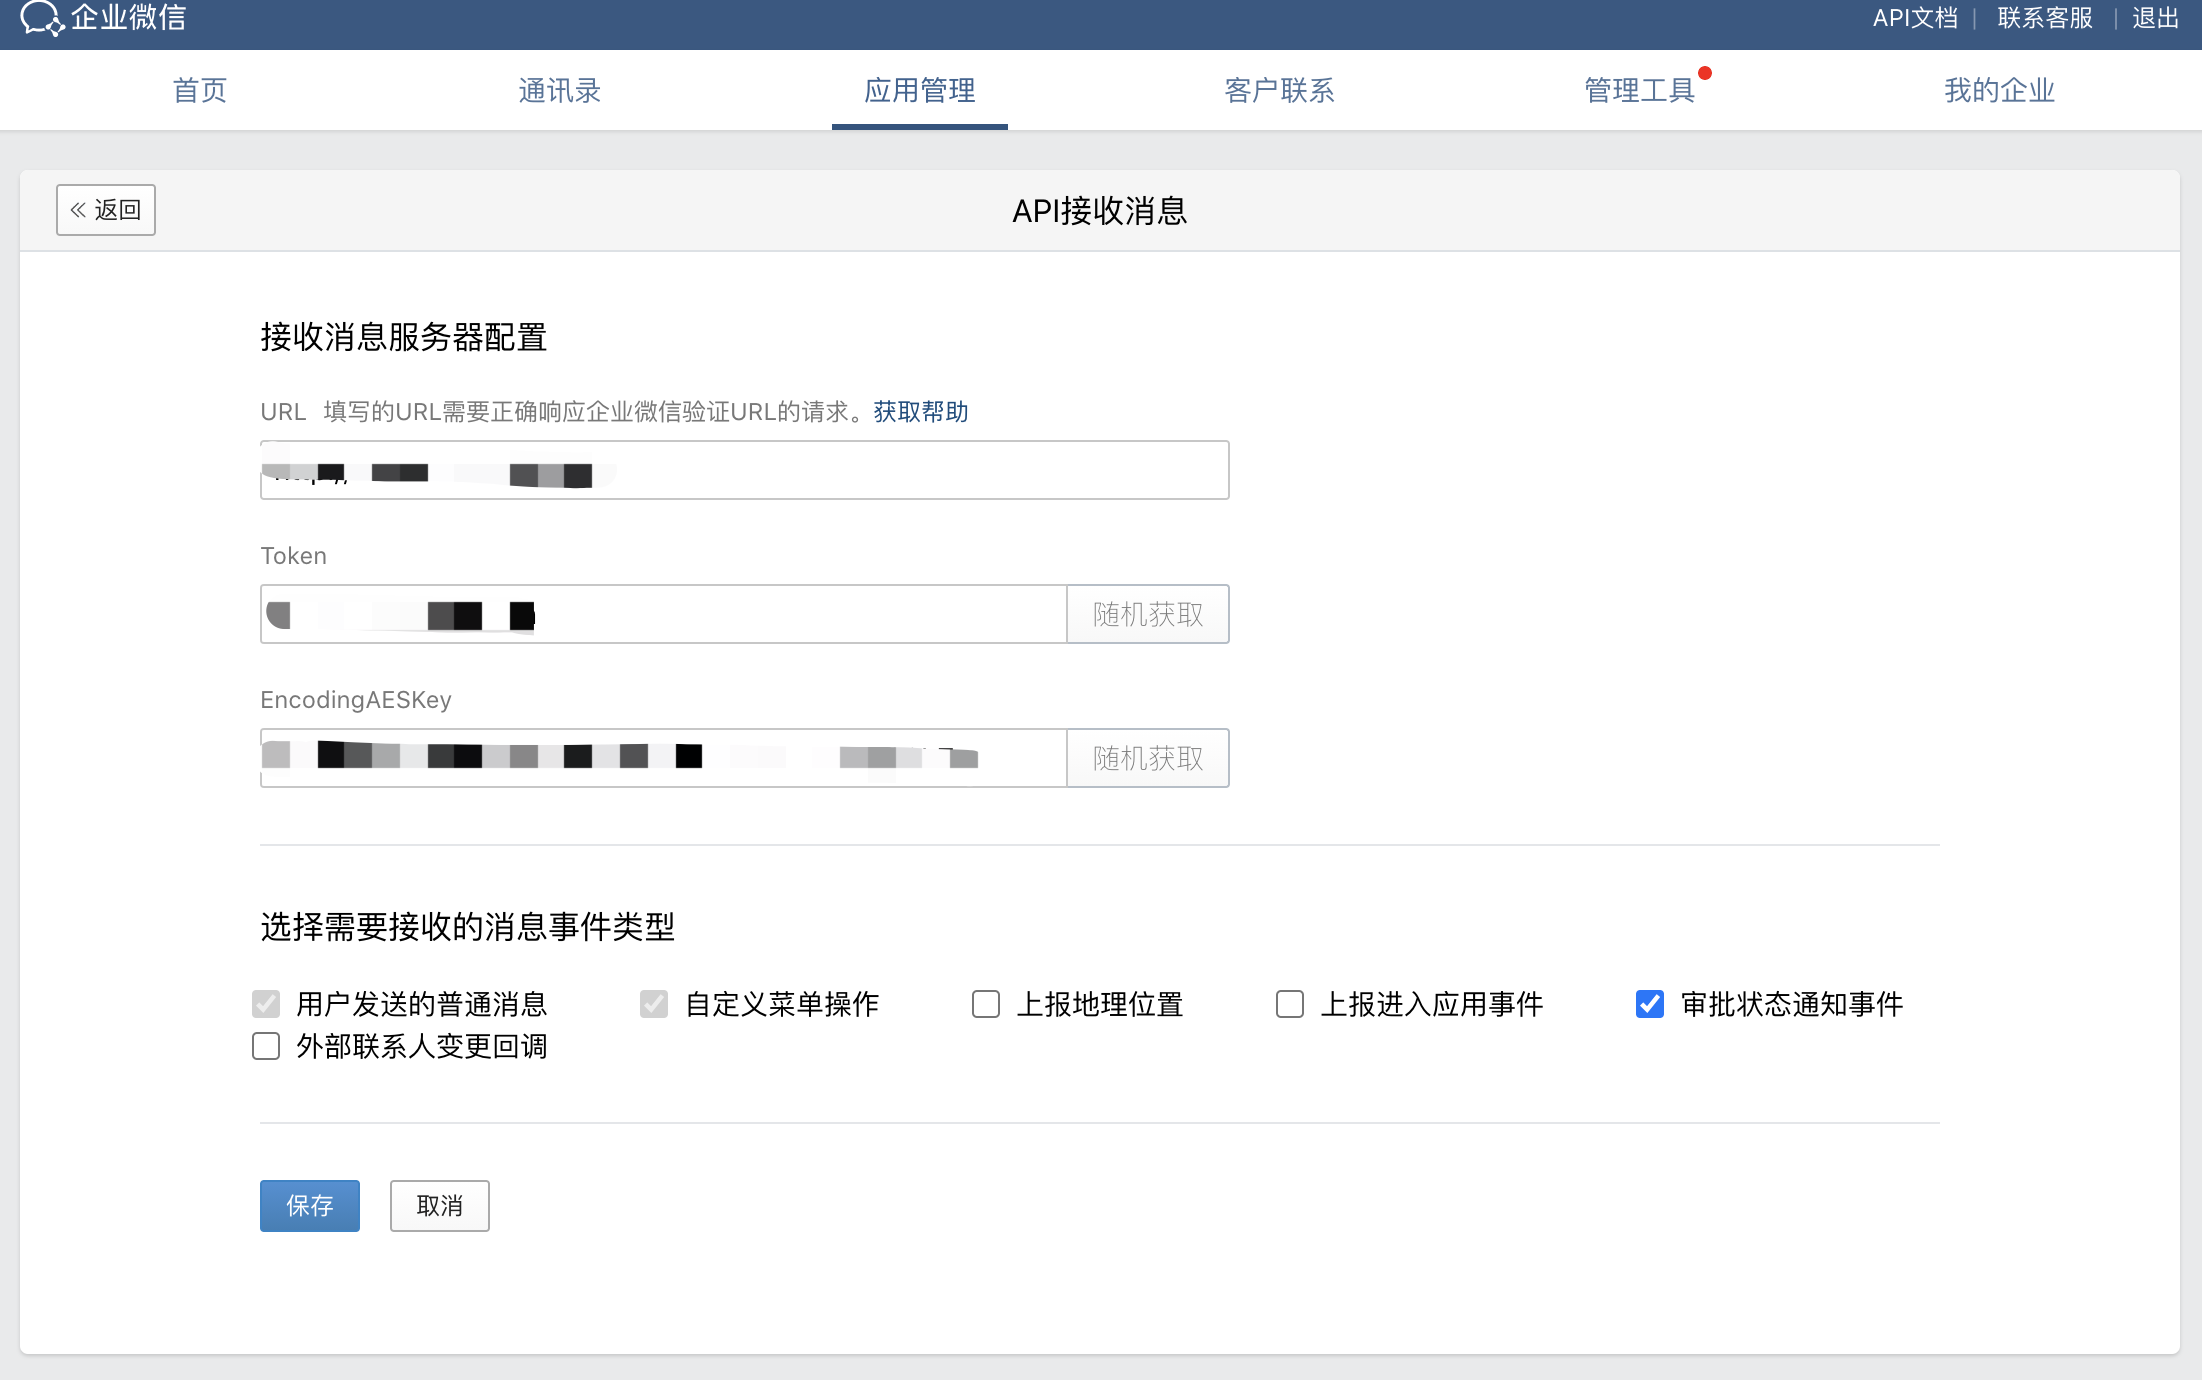 企业微信
API文档 | 联系客服 | 退出
首页 通讯录 应用管理 客户联系 管理工具 我的企业
« 返回
API接收消息
接收消息服务器配置
URL 填写的URL需要正确响应企业微信验证URL的请求。获取帮助
Token
随机获取
EncodingAESKey
随机获取
选择需要接收的消息事件类型
用户发送的普通消息 自定义菜单操作 上报地理位置 上报进入应用事件 审批状态通知事件
外部联系人变更回调
保存 取消